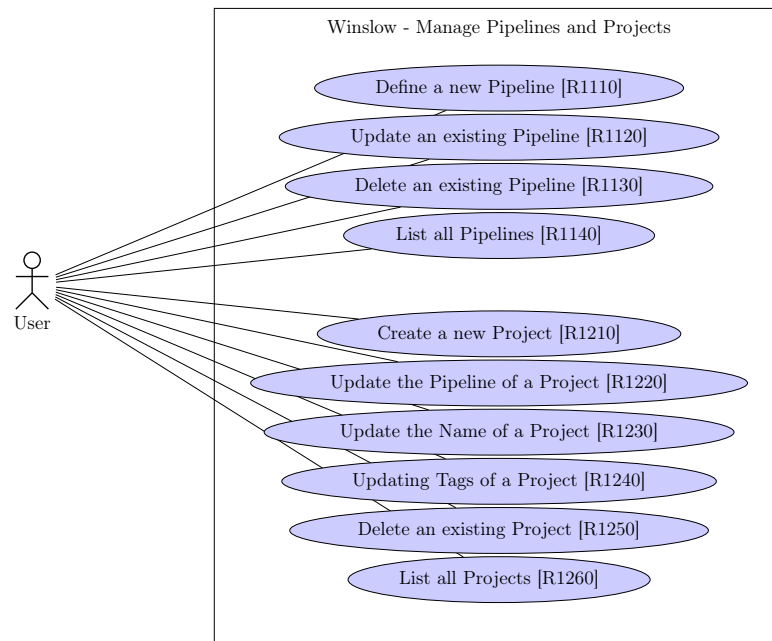 Winslow - Manage Pipelines and Projects
Define a new Pipeline [R1110]
Update an existing Pipeline [R1120]
Delete an existing Pipeline [R1130]
List all Pipelines [R1140]
User
Create a new Project [R1210]
Update the Pipeline of a Project [R1220]
Update the Name of a Project [R1230]
Updating Tags of a Project [R1240]
Delete an existing Project [R1250]
List all Projects [R1260]